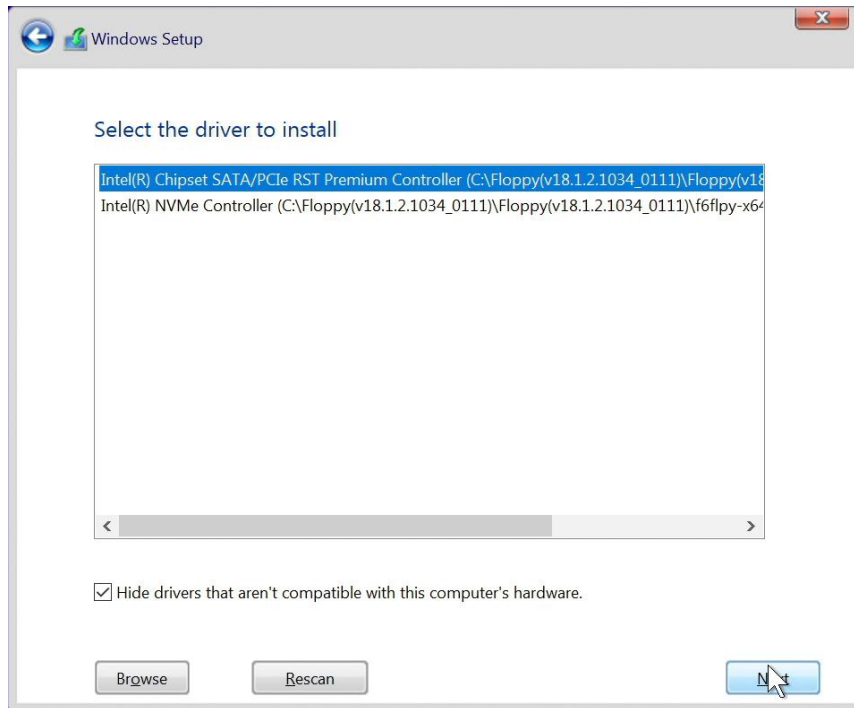 Windows Setup
Select the driver to install
Intel(R) Chipset SATA/PCIe RST Premium Controller (C:\Floppy(v18.1.2.1034_0111)\Floppy(v18
Intel(R) NVMe Controller (C:\Floppy(v18.1.2.1034_0111)\Floppy(v18.1.2.1034_0111)\f6flpy-x64
Hide drivers that aren't compatible with this computer's hardware.
Browse
Rescan
Next